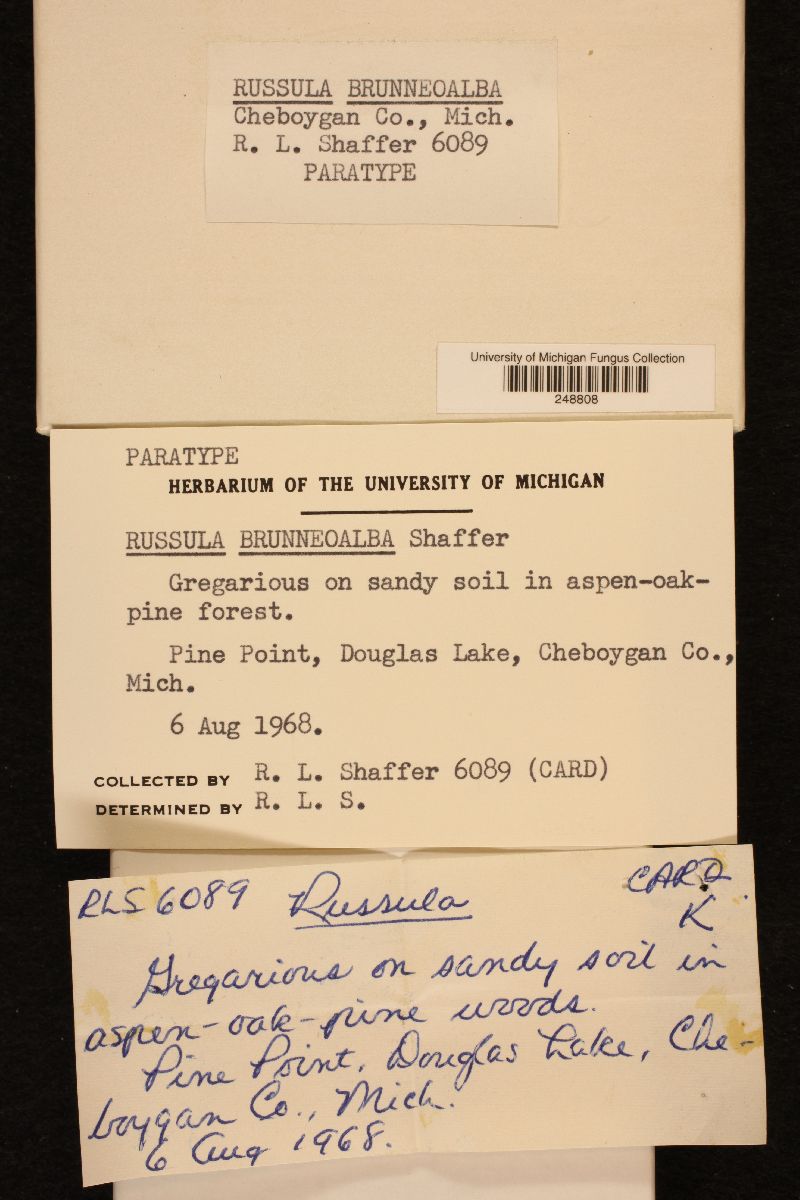 RUSSULA BRUNNEOALBA
Cheboygan Co., Mich.
R. L. Shaffer 6089
PARATYPE
University of Michigan Fungus Collection
248808
PARATYPE
HERBARIUM OF THE UNIVERSITY OF MICHIGAN
RUSSULA BRUNNEOALBA Shaffer
Gregarious on sandy soil in aspen-oak-
pine forest.
Pine Point, Douglas Lake, Cheboygan Co.,
Mich.
6 Aug 1968.
COLLECTED BY R. L. Shaffer 6089 (CARD)
DETERMINED BY R. L. S.
RLS 6089 Russula CARD
K
Gregarious on sandy soil in
aspen-oak-pine woods.
Pine Point, Douglas Lake, Che-
boygan Co., Mich.
6 Aug 1968.